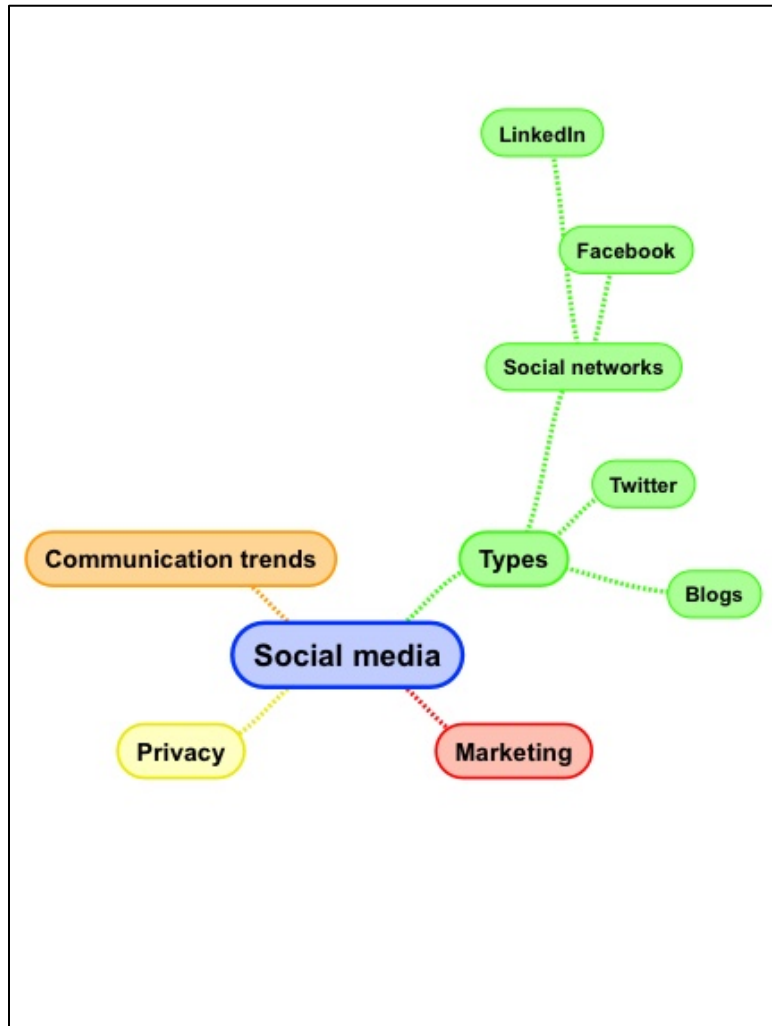 LinkedIn
Facebook
Social networks
Twitter
Communication trends
Types
Blogs
Social media
Privacy
Marketing